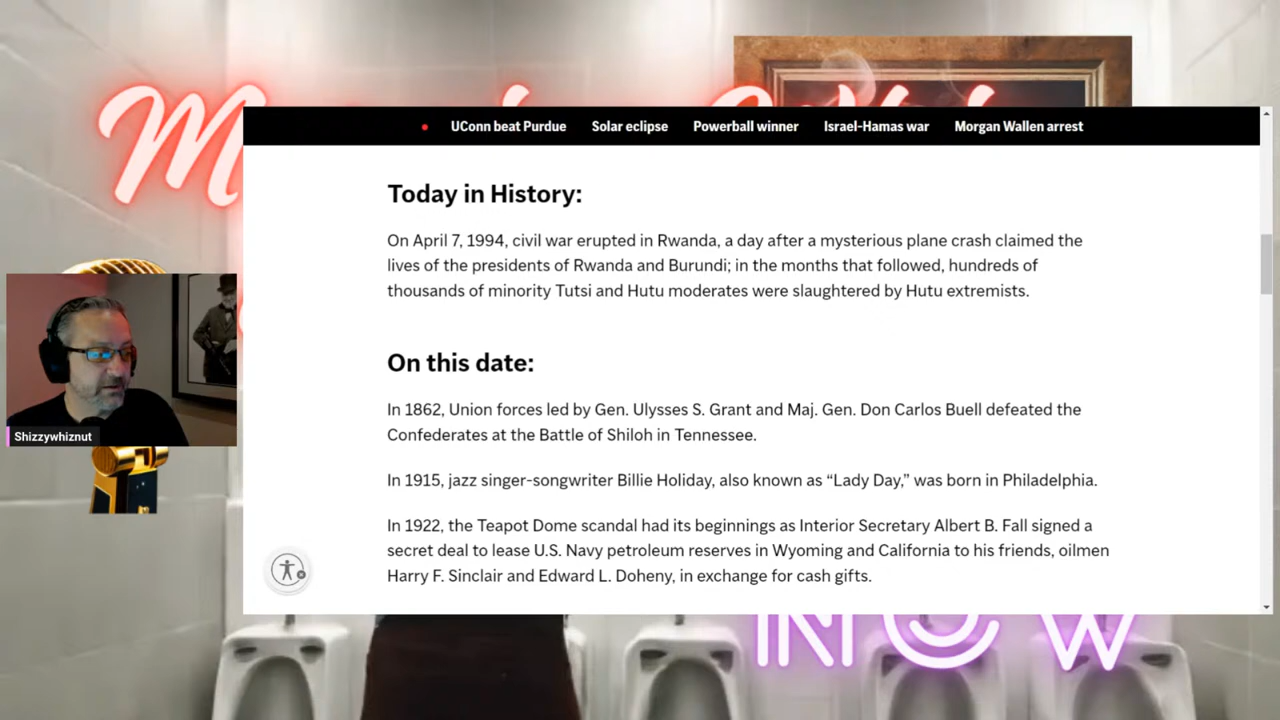 UConn beat Purdue Solar eclipse Powerball winner Israel-Hamas war Morgan Wallen arrest
Today in History:
On April 7, 1994, civil war erupted in Rwanda, a day after a mysterious plane crash claimed the
lives of the presidents of Rwanda and Burundi; in the months that followed, hundreds of
thousands of minority Tutsi and Hutu moderates were slaughtered by Hutu extremists.
On this date:
In 1862, Union forces led by Gen. Ulysses S. Grant and Maj. Gen. Don Carlos Buell defeated the
Confederates at the Battle of Shiloh in Tennessee.
In 1915, jazz singer-songwriter Billie Holiday, also known as “Lady Day,” was born in Philadelphia.
In 1922, the Teapot Dome scandal had its beginnings as Interior Secretary Albert B. Fall signed a
secret deal to lease U.S. Navy petroleum reserves in Wyoming and California to his friends, oilmen
Harry F. Sinclair and Edward L. Doheny, in exchange for cash gifts.
Shizzywhiznut
NOW